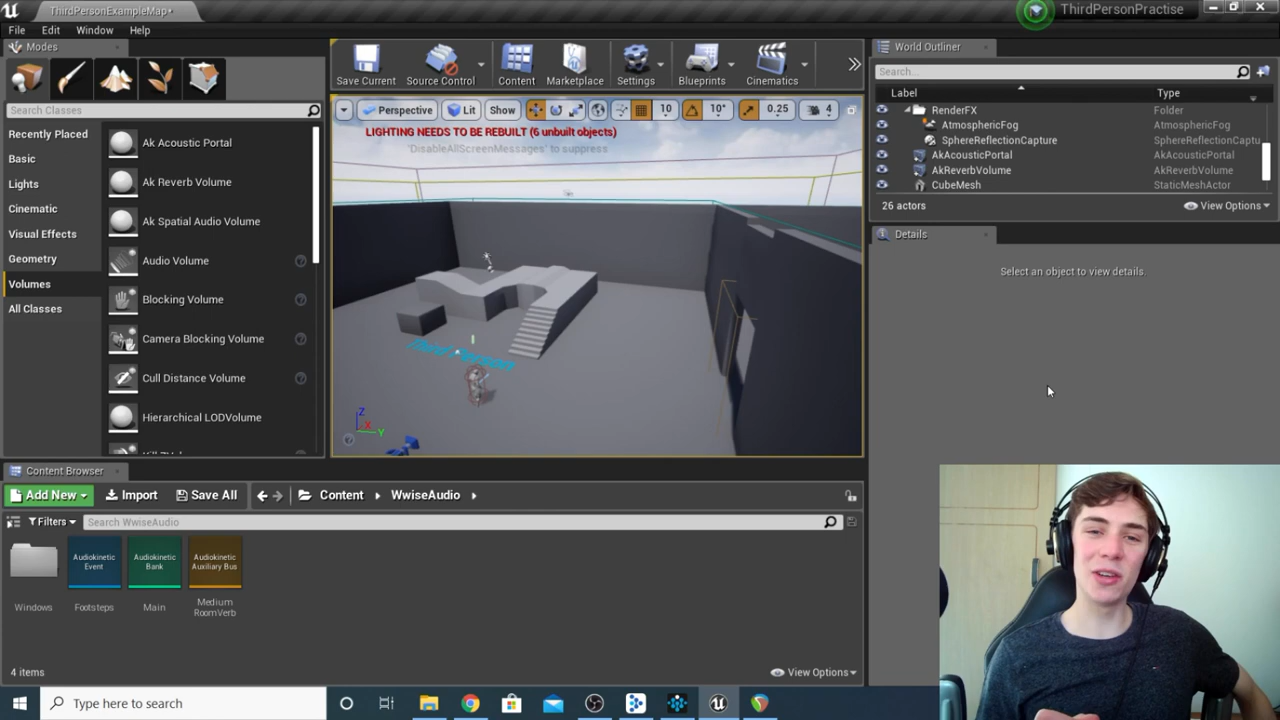 ThirdPersonExampleMap*
ThirdPersonPractise
File Edit Window Help
Modes
Search Classes
Recently Placed
Basic
Lights
Cinematic
Visual Effects
Geometry
Volumes
All Classes
Ak Acoustic Portal
Ak Reverb Volume
Ak Spatial Audio Volume
Audio Volume
Blocking Volume
Camera Blocking Volume
Cull Distance Volume
Hierarchical LODVolume
Save Current
Source Control
Content
Marketplace
Settings
Blueprints
Cinematics
Perspective
Lit
Show
10
10°
0.25
4
LIGHTING NEEDS TO BE REBUILT (6 unbuilt objects)
'DisableAllScreenMessages' to suppress
Third Person
Z
X
Y
World Outliner
Search...
Label Type
RenderFX Folder
AtmosphericFog AtmosphericFog
SphereReflectionCapture SphereReflectionCaptu
AkAcousticPortal AkAcousticPortal
AkReverbVolume AkReverbVolume
CubeMesh StaticMeshActor
26 actors
View Options
Details
Select an object to view details.
Content Browser
Add New
Import
Save All
Content
WwiseAudio
Filters
Search WwiseAudio
Audiokinetic
Event
Audiokinetic
Bank
Audiokinetic
Auxiliary Bus
Windows
Footsteps
Main
Medium
RoomVerb
4 items
View Options
Type here to search